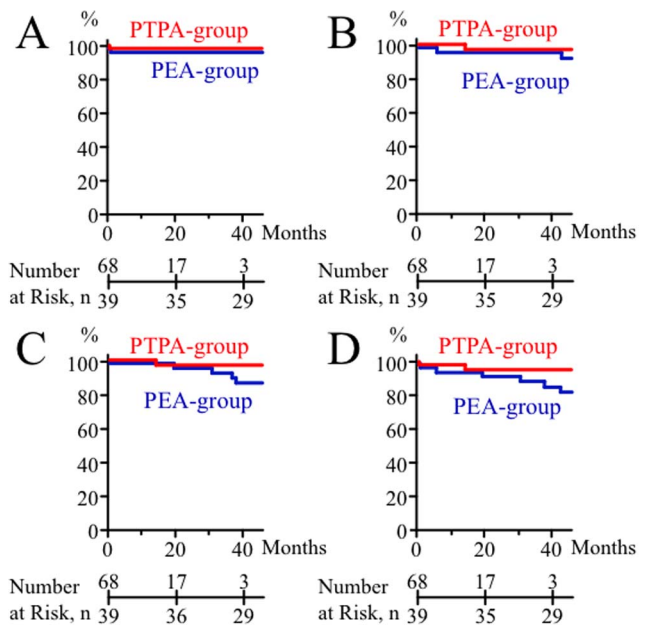 A
%
PTPA-group
100
PEA-group
80
60
40
20
0
0 20 40 Months
Number 68 17 3
at Risk, n 39 35 29
B
%
PTPA-group
100
PEA-group
80
60
40
20
0
0 20 40 Months
Number 68 17 3
at Risk, n 39 35 29
C
%
PTPA-group
100
PEA-group
80
60
40
20
0
0 20 40 Months
Number 68 17 3
at Risk, n 39 36 29
D
%
PTPA-group
100
PEA-group
80
60
40
20
0
0 20 40 Months
Number 68 17 3
at Risk, n 39 35 29